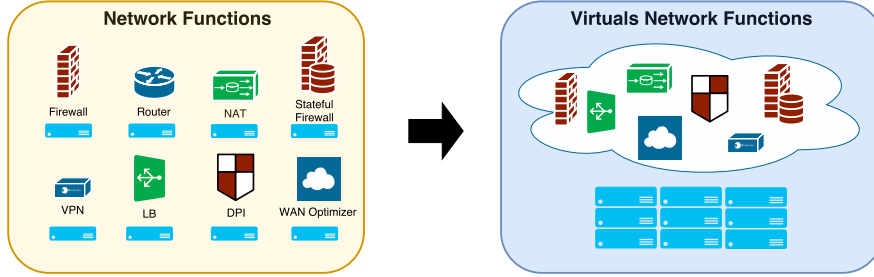 Network Functions
Virtuals Network Functions
Firewall
Router
NAT
Stateful
Firewall
VPN
LB
DPI
WAN Optimizer